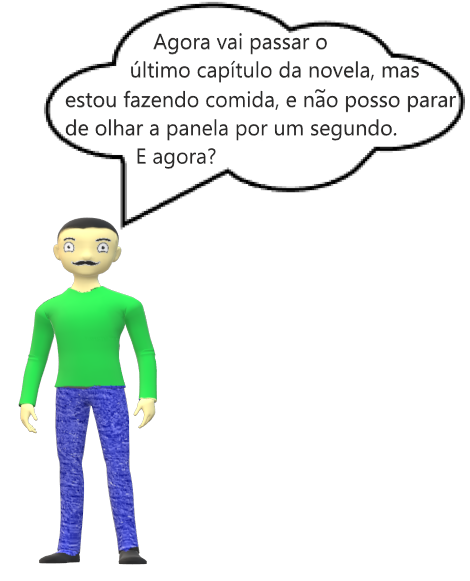 Agora vai passar o
último capítulo da novela, mas
estou fazendo comida, e não posso parar
de olhar a panela por um segundo.
E agora?